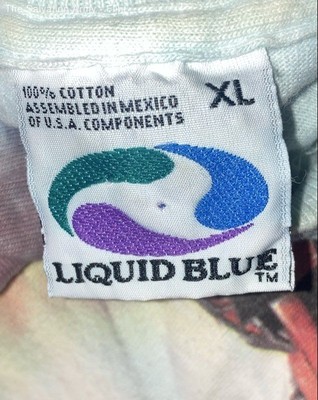 100% COTTON
ASSEMBLED IN MEXICO
OF U.S.A. COMPONENTS
XL
LIQUID BLUE
TM